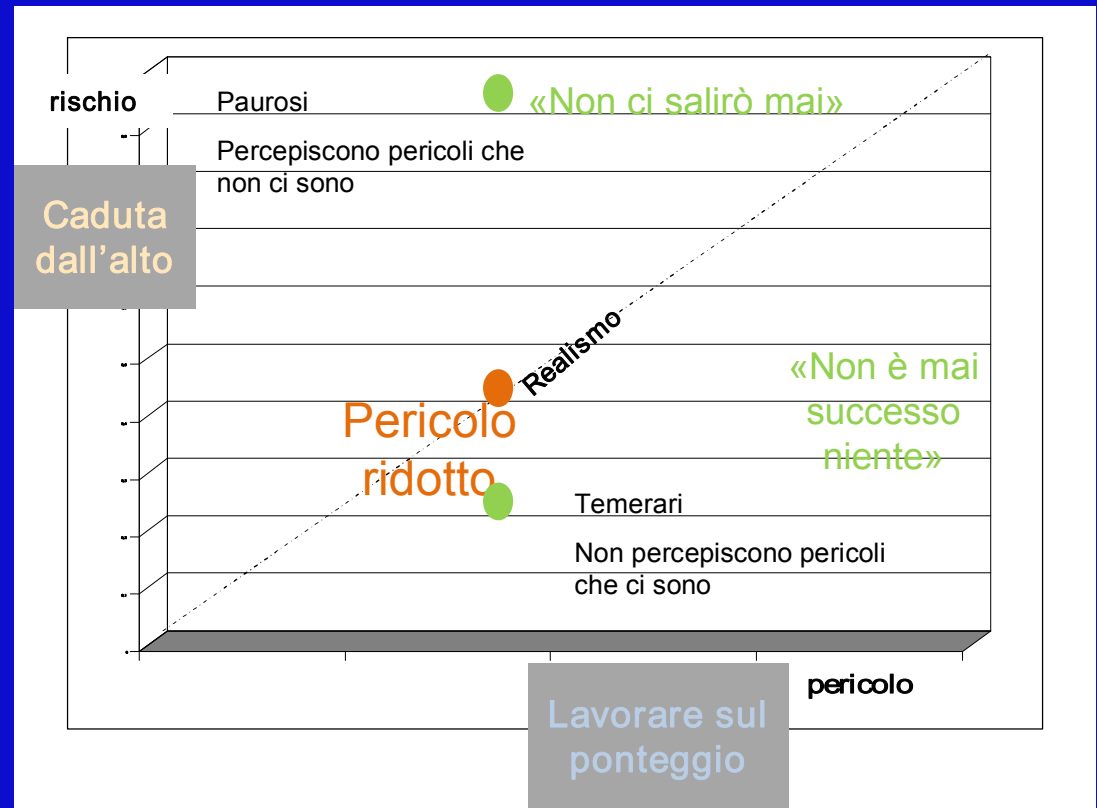 rischio
Paurosi
«Non ci salirò mai»
Percepiscono pericoli che
non ci sono
Caduta
dall'alto
Realismo
«Non è mai
successo
niente»
Pericolo
ridotto
Temerari
Non percepiscono pericoli
che ci sono
pericolo
Lavorare sul
ponteggio